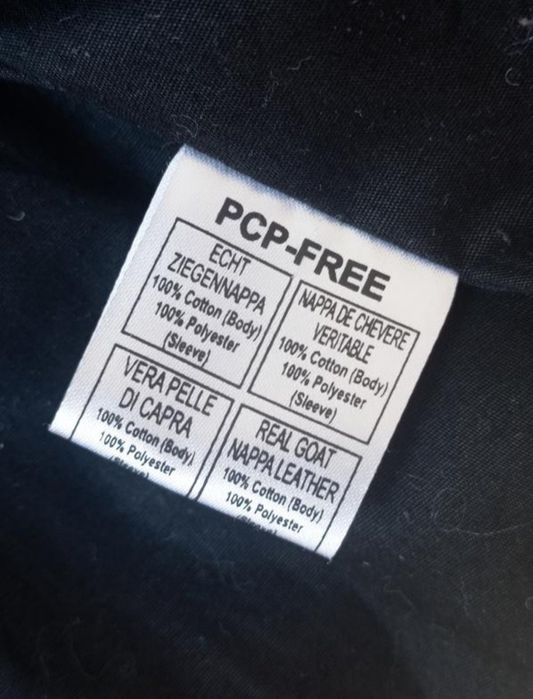 PCP-FREE
ECHT
ZIEGENNAPPA
100% Cotton (Body)
100% Polyester
(Sleeve)
NAPPA DE CHEVERE
VERITABLE
100% Cotton (Body)
100% Polyester
(Sleeve)
VERA PELLE
DI CAPRA
100% Cotton (Body)
100% Polyester
(Sleeve)
REAL GOAT
NAPPA LEATHER
100% Cotton (Body)
100% Polyester